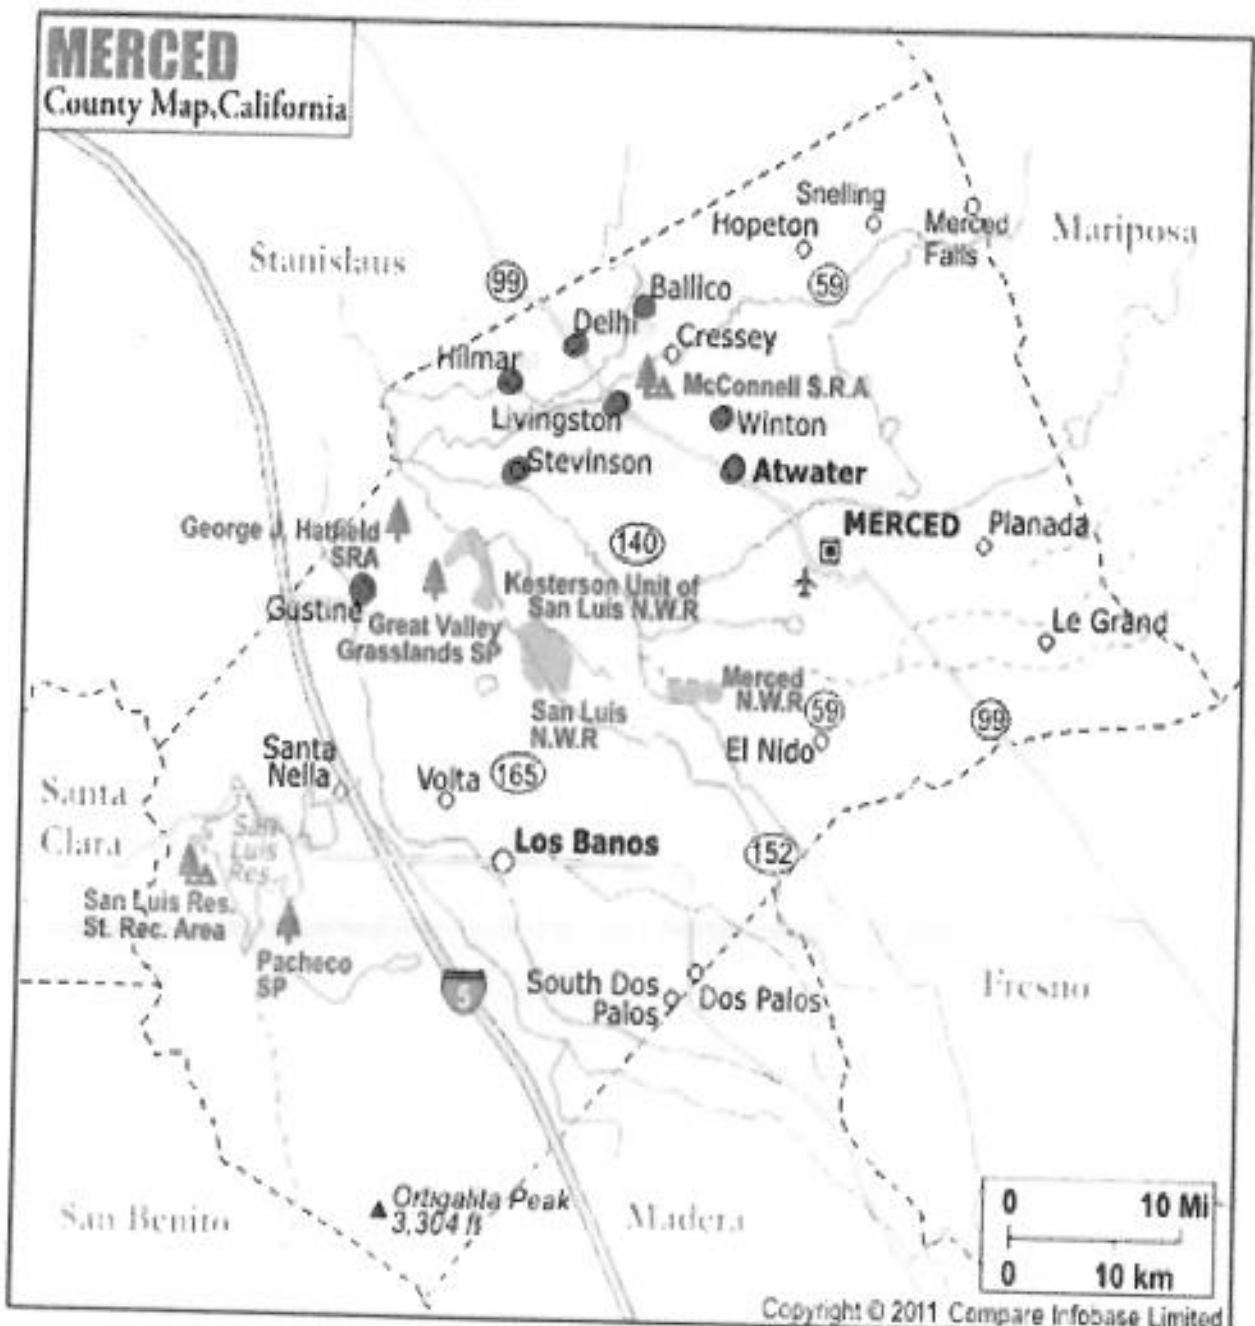 MERCED
County Map,California
Snelling
Hopeton
Merced
Falls
Mariposa
Stanislaus
99
59
Ballico
Delhi
Cressey
Hilmar
McConnell S.R.A
Livingston
Winton
Stevinson
Atwater
George J. Hatfield
SRA
140
MERCED
Planada
Kesterson Unit of
San Luis N.W.R
Gustine
Great Valley
Grasslands SP
Le Grand
Merced
N.W.R
San Luis
N.W.R
59
99
El Nido
Santa
Nella
Volta
165
Santa
Clara
San
Luis
Res.
Los Banos
152
San Luis Res.
St. Rec. Area
Pacheco
SP
5
South Dos
Palos
Dos Palos
Fresno
Ortigalita Peak
3,304 ft
San Benito
Madera
0 10 Mi
0 10 km
Copyright © 2011 Compare Infobase Limited